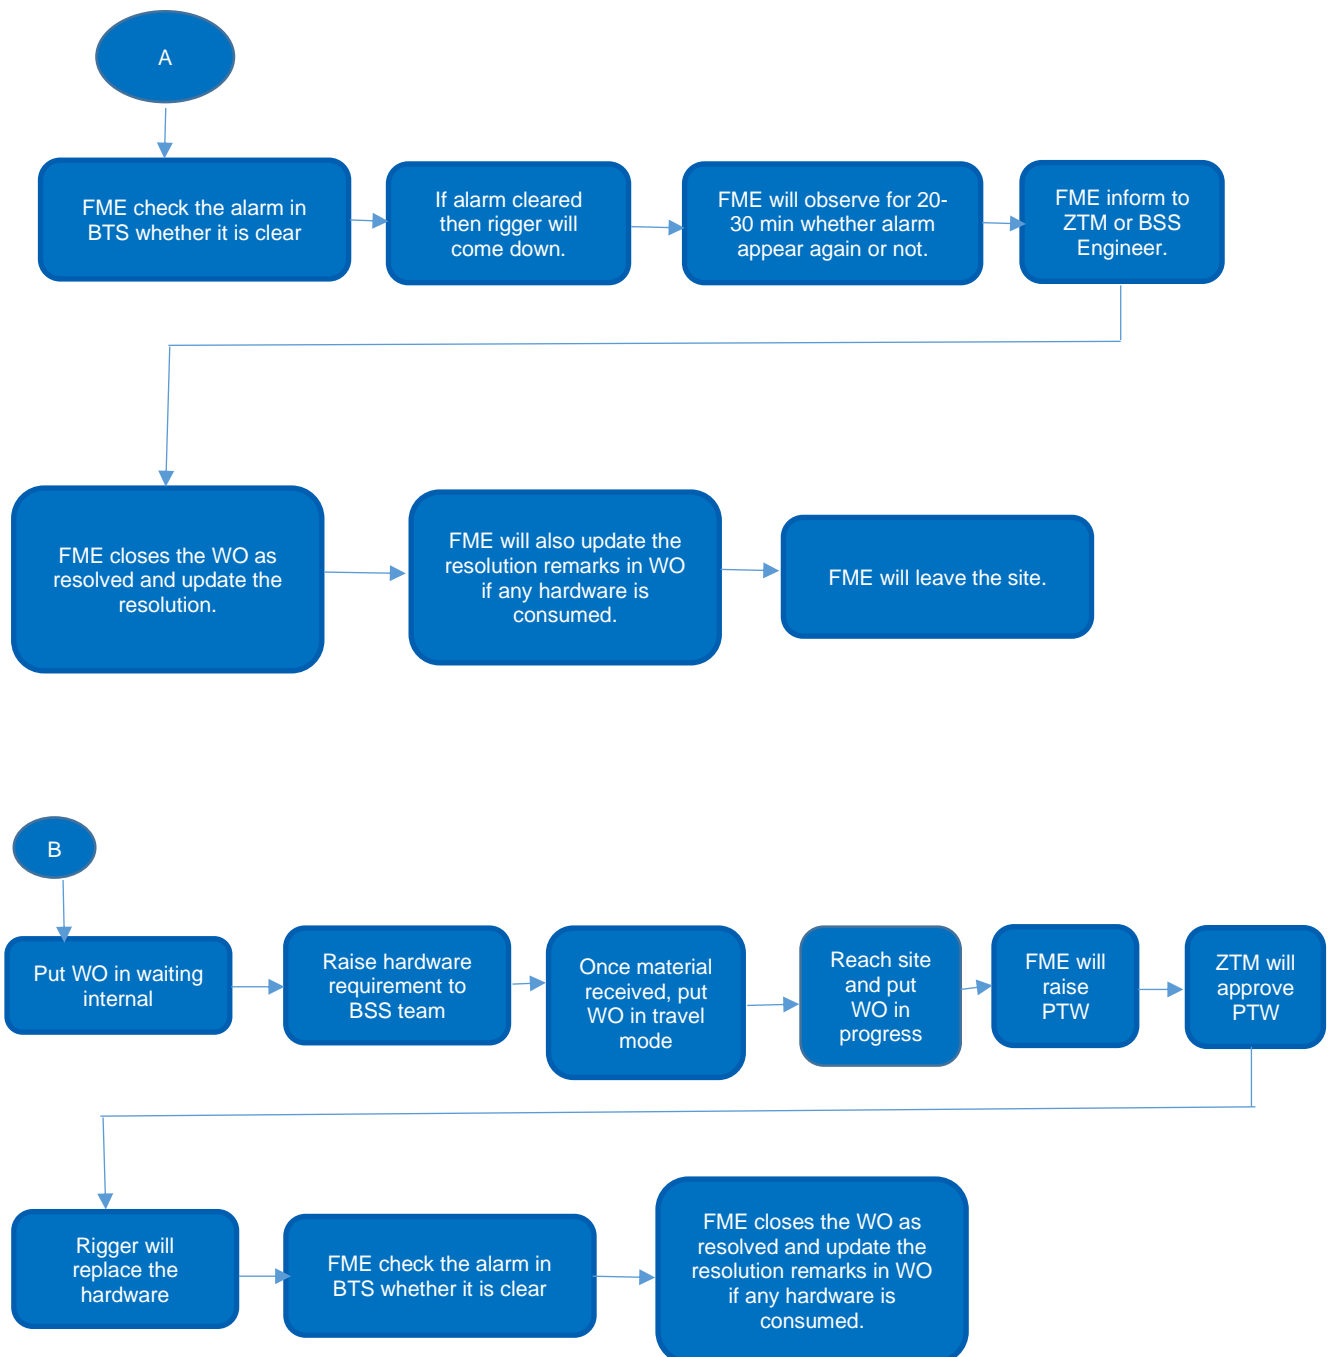 A
FME check the alarm in
BTS whether it is clear
If alarm cleared
then rigger will
come down.
FME will observe for 20-
30 min whether alarm
appear again or not.
FME inform to
ZTM or BSS
Engineer.
FME closes the WO as
resolved and update the
resolution.
FME will also update the
resolution remarks in WO
if any hardware is
consumed.
FME will leave the site.
B
Put WO in waiting
internal
Raise hardware
requirement to
BSS team
Once material
received, put
WO in travel
mode
Reach site
and put
WO in
progress
FME will
raise
PTW
ZTM will
approve
PTW
Rigger will
replace the
hardware
FME check the alarm in
BTS whether it is clear
FME closes the WO as
resolved and update the
resolution remarks in WO
if any hardware is
consumed.